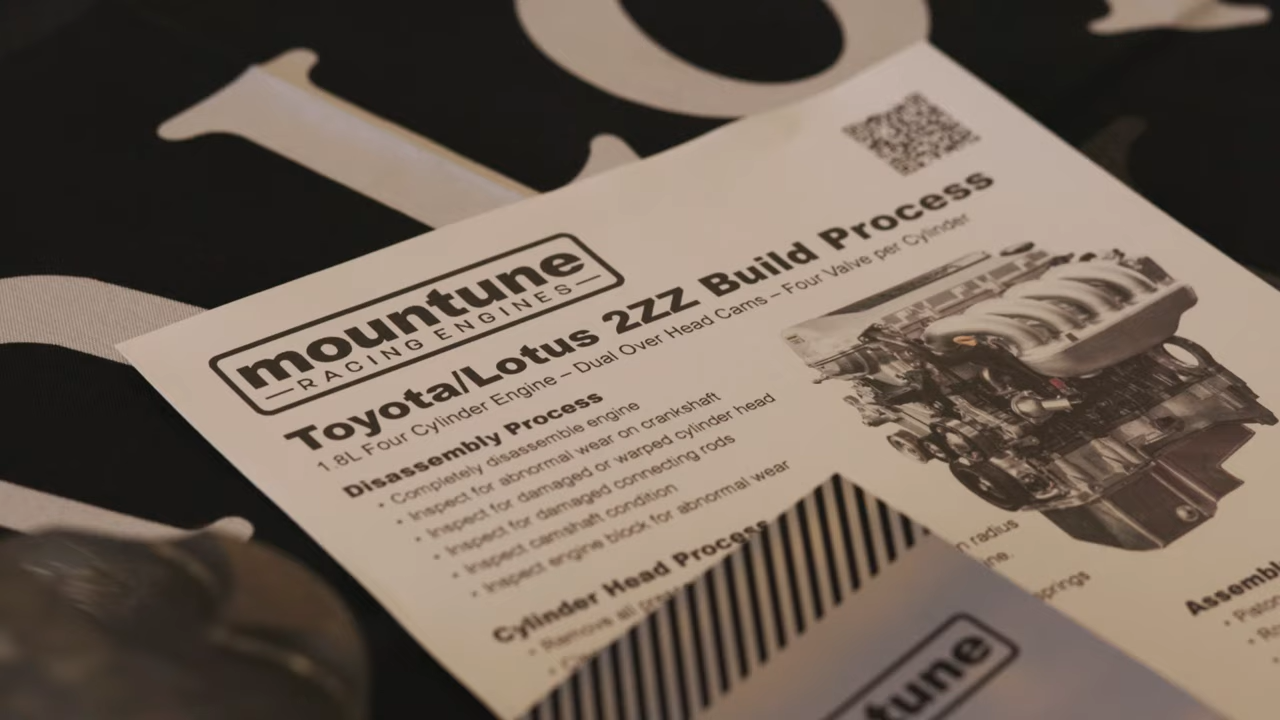 mountune
RACING ENGINES
Toyota/Lotus 2ZZ Build Process
1.8L Four Cylinder Engine – Dual Over Head Cams – Four Valve per Cylinder
Disassembly Process
• Completely disassemble engine
• Inspect for abnormal wear on crankshaft
• Inspect for damaged or warped cylinder head
• Inspect for damaged connecting rods
• Inspect camshaft condition
• Inspect engine block for abnormal wear
Cylinder Head Process
• Remove all
radius
springs
tune